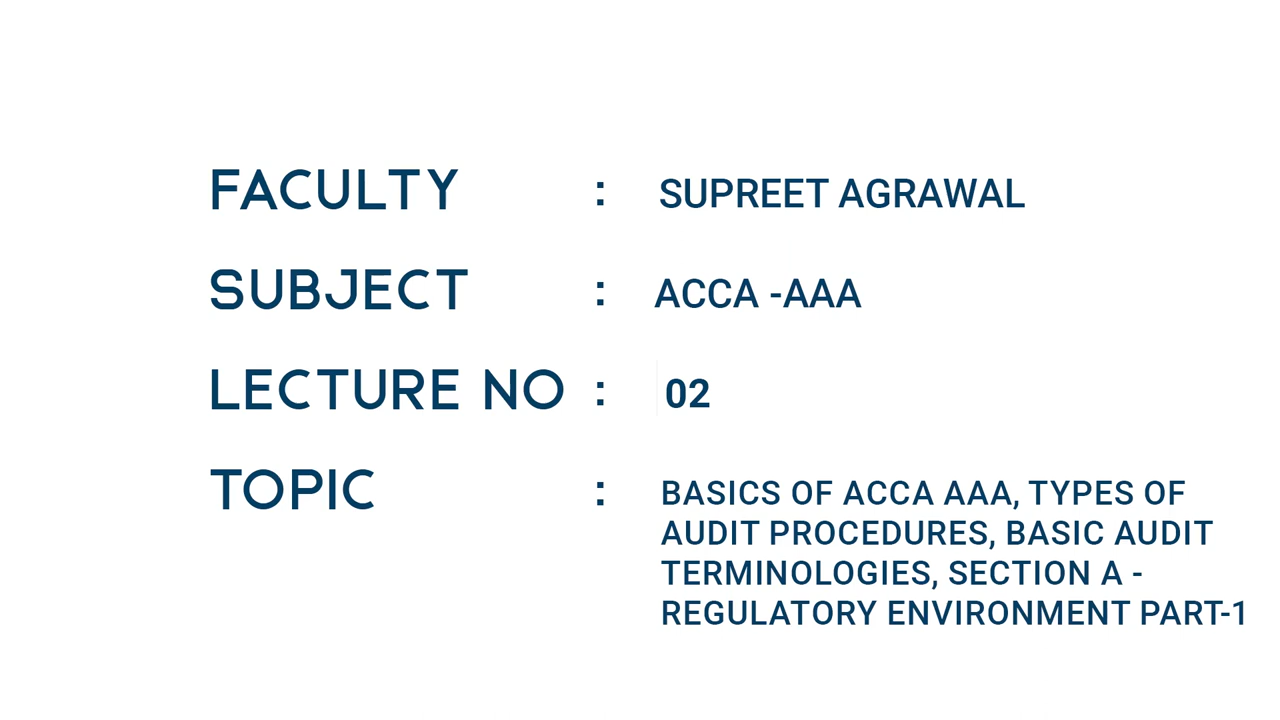 FACULTY : SUPREET AGRAWAL
SUBJECT : ACCA -AAA
LECTURE NO : 02
TOPIC : BASICS OF ACCA AAA, TYPES OF
AUDIT PROCEDURES, BASIC AUDIT
TERMINOLOGIES, SECTION A -
REGULATORY ENVIRONMENT PART-1